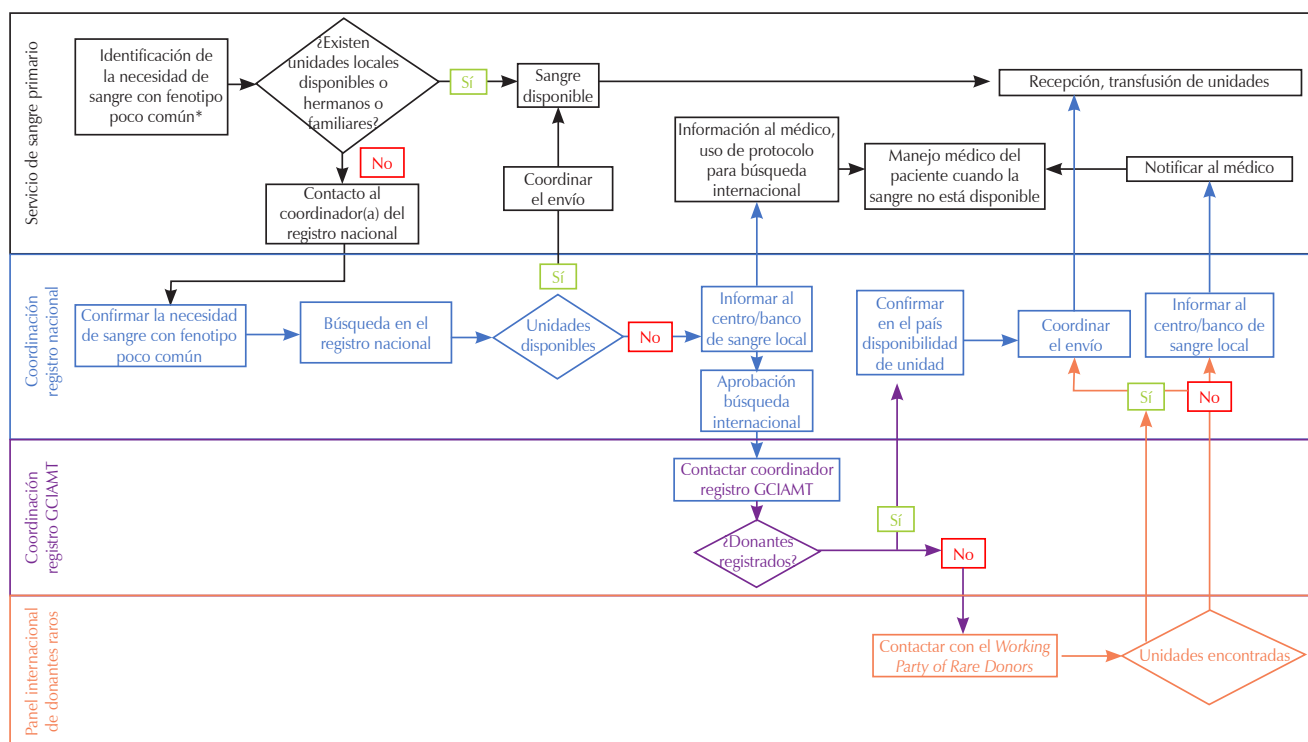 Servicio de sangre primario
Identificación de
la necesidad de
sangre con fenotipo
poco común*
¿Existen
unidades locales
disponibles o
hermanos o
familiares?
Sí
Sangre
disponible
Recepción, transfusión de unidades
No
Contacto al
coordinador(a) del
registro nacional
Coordinar
el envío
Información al médico,
uso de protocolo
para búsqueda
internacional
Manejo médico del
paciente cuando la
sangre no está disponible
Notificar al médico
Coordinación
registro nacional
Confirmar la necesidad
de sangre con fenotipo
poco común
Búsqueda en el
registro nacional
Sí
Unidades
disponibles
No
Informar al
centro/banco
de sangre local
Aprobación
búsqueda
internacional
Confirmar
en el país
disponibilidad
de unidad
Coordinar
el envío
Informar al
centro/banco de
sangre local
Sí
No
Coordinación
registro GCIAMT
Contactar coordinador
registro GCIAMT
¿Donantes
registrados?
Sí
No
Panel internacional
de donantes raros
Contactar con el Working
Party of Rare Donors
Unidades encontradas